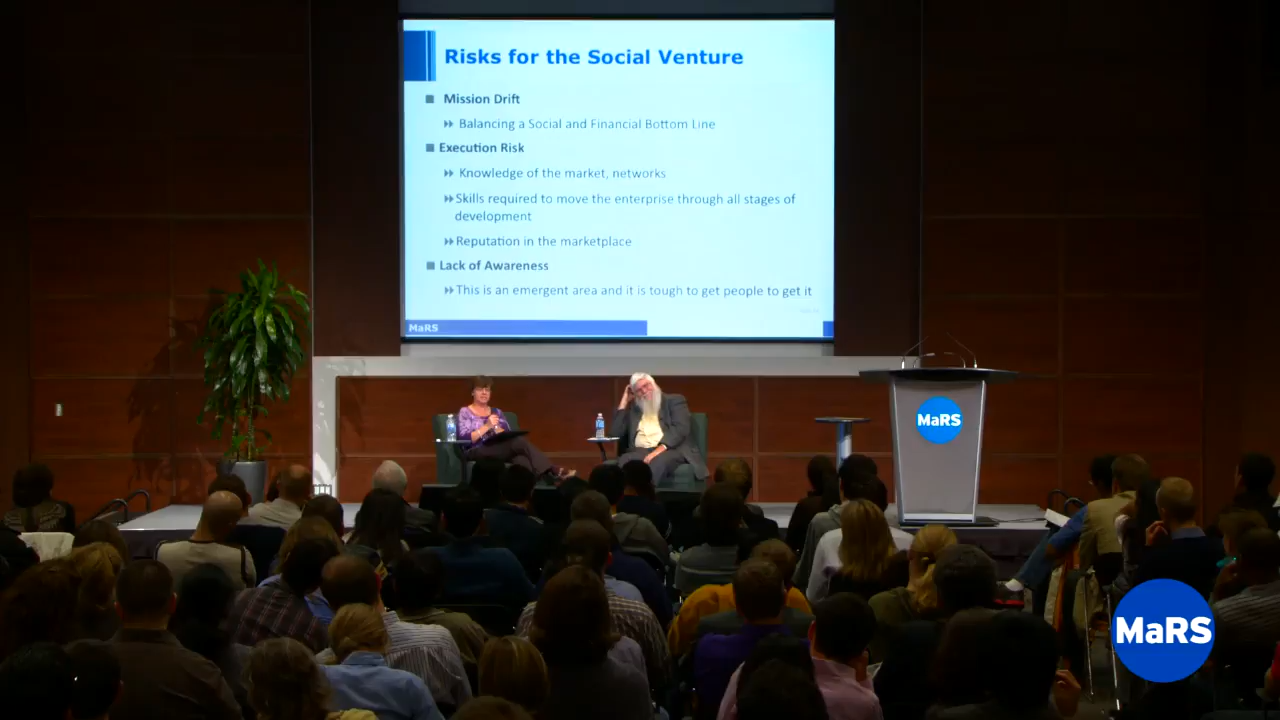 Risks for the Social Venture
Mission Drift
Balancing a Social and Financial Bottom Line
Execution Risk
Knowledge of the market, networks
Skills required to move the enterprise through all stages of
development
Reputation in the marketplace
Lack of Awareness
This is an emergent area and it is tough to get people to get it
MaRS
MaRS
MaRS